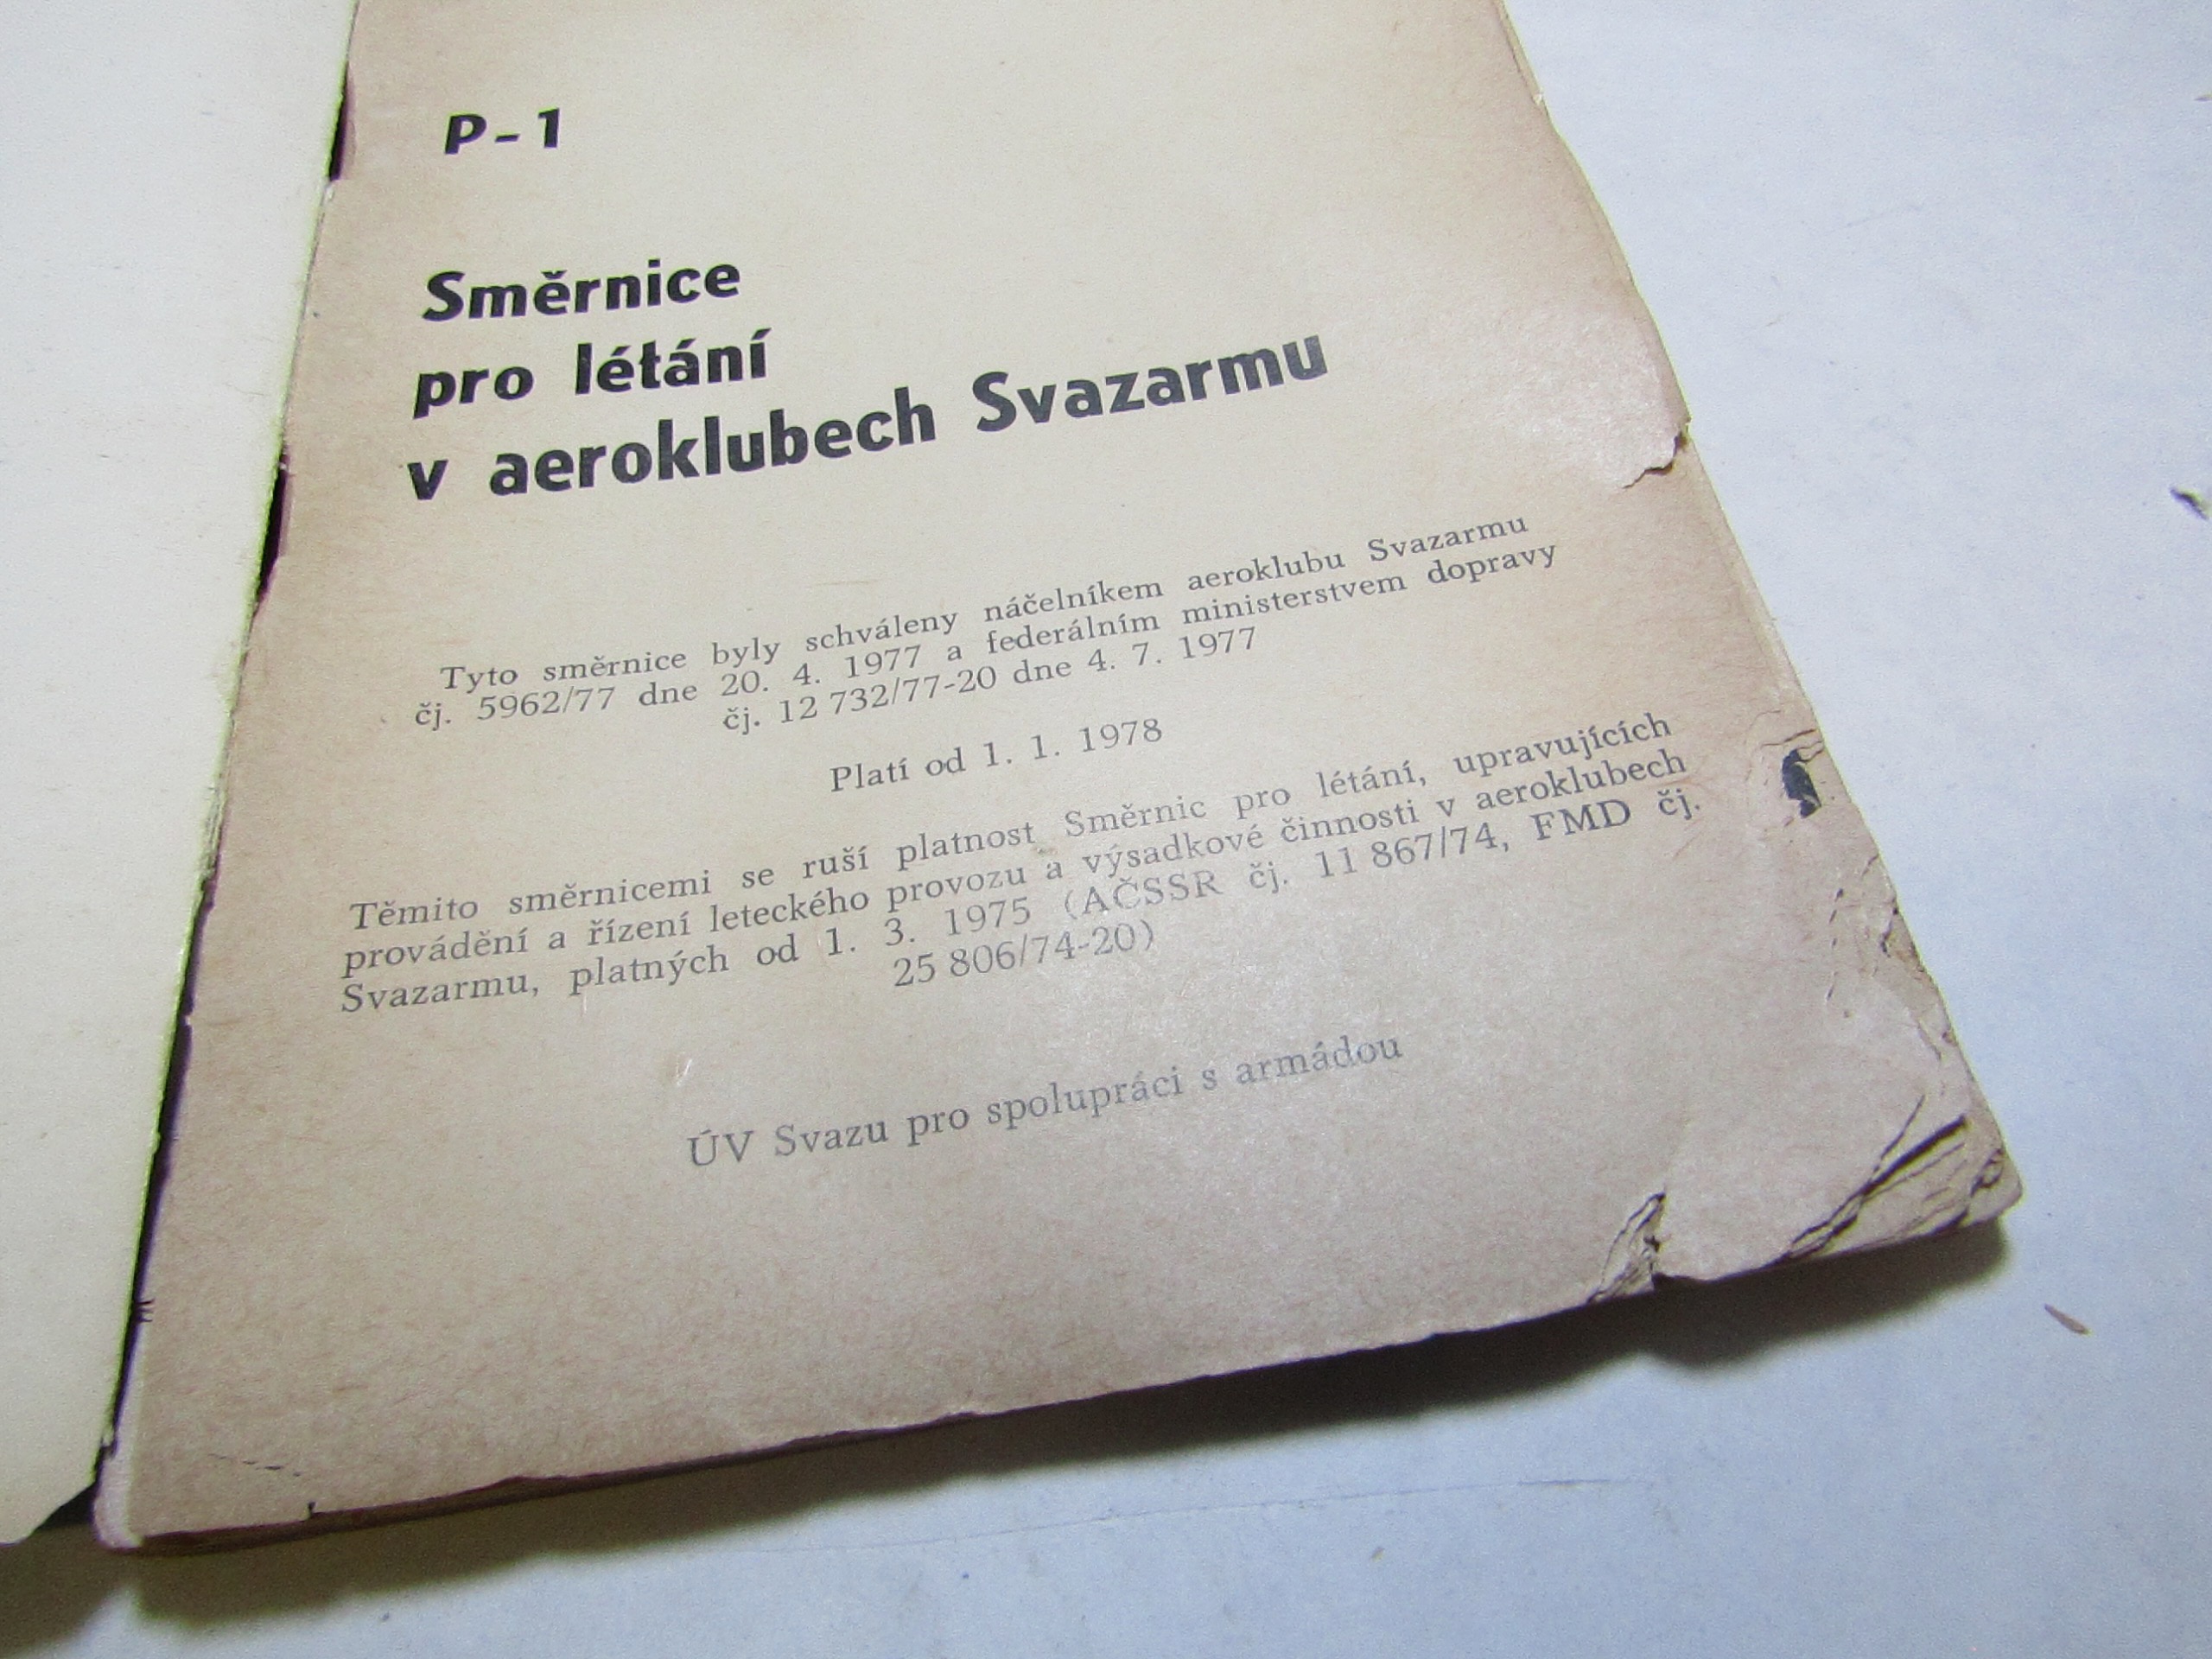 P-1
Směrnice
pro létání
v aeroklubech Svazarmu
Tyto směrnice byly schváleny náčelníkem aeroklubu Svazarmu
čj. 5962/77 dne 20. 4. 1977 a federálním ministerstvem dopravy
čj. 12 732/77-20 dne 4. 7. 1977
Platí od 1. 1. 1978
Těmito směrnicemi se ruší platnost Směrnic pro létání, upravujících
provádění a řízení leteckého provozu a výsadkové činnosti v aeroklubech
Svazarmu, platných od 1. 3. 1975 (AČSSR čj. 11 867/74, FMD čj.
25 806/74-20)
ÚV Svazu pro spolupráci s armádou